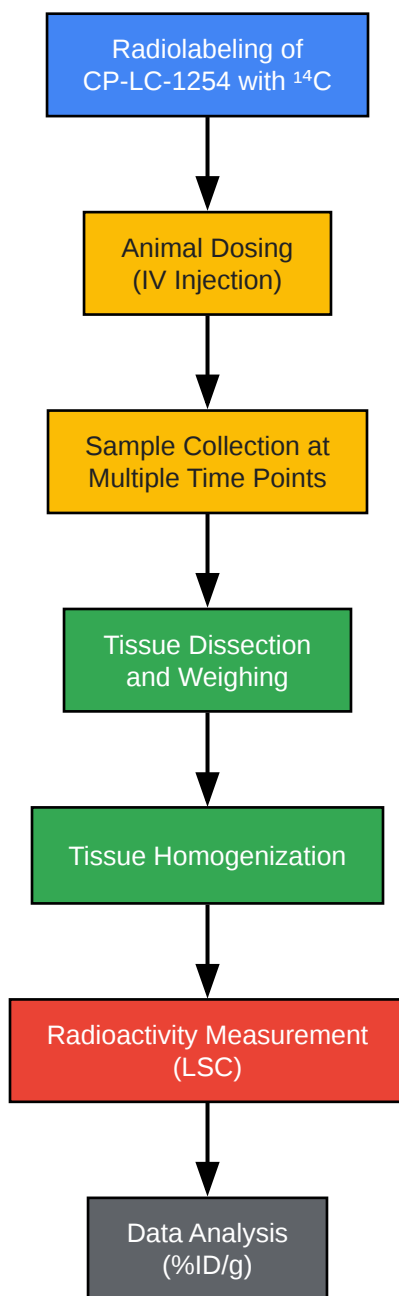 Radiolabeling of
CP-LC-1254 with ¹⁴C
Animal Dosing
(IV Injection)
Sample Collection at
Multiple Time Points
Tissue Dissection
and Weighing
Tissue Homogenization
Radioactivity Measurement
(LSC)
Data Analysis
(%ID/g)